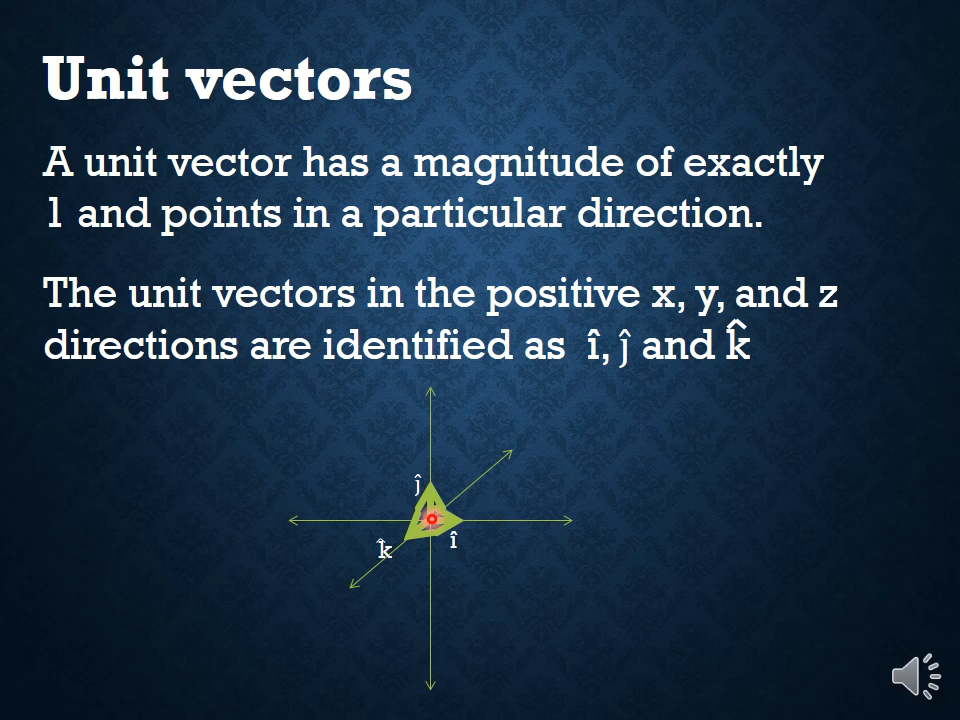 Unit vectors
A unit vector has a magnitude of exactly
1 and points in a particular direction.
The unit vectors in the positive x, y, and z
directions are identified as î, ĵ and k̂
ĵ
î
k̂